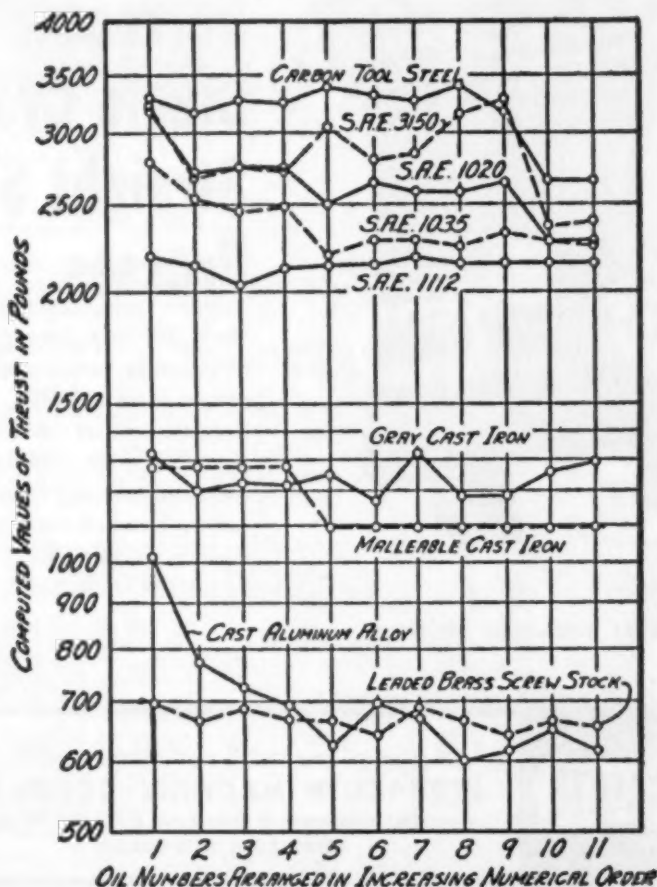 COMPUTED VALUES OF THRUST IN POUNDS
4000
3500
3000
2500
2000
1500
1000
900
800
700
600
500
CARBON TOOL STEEL
S.A.E. 3150
S.A.E. 1020
S.A.E. 1035
S.A.E. 1112
GRAY CAST IRON
MALLEABLE CAST IRON
CAST ALUMINUM ALLOY
LEADED BRASS SCREW STOCK
1 2 3 4 5 6 7 8 9 10 11
OIL NUMBERS ARRANGED IN INCREASING NUMERICAL ORDER